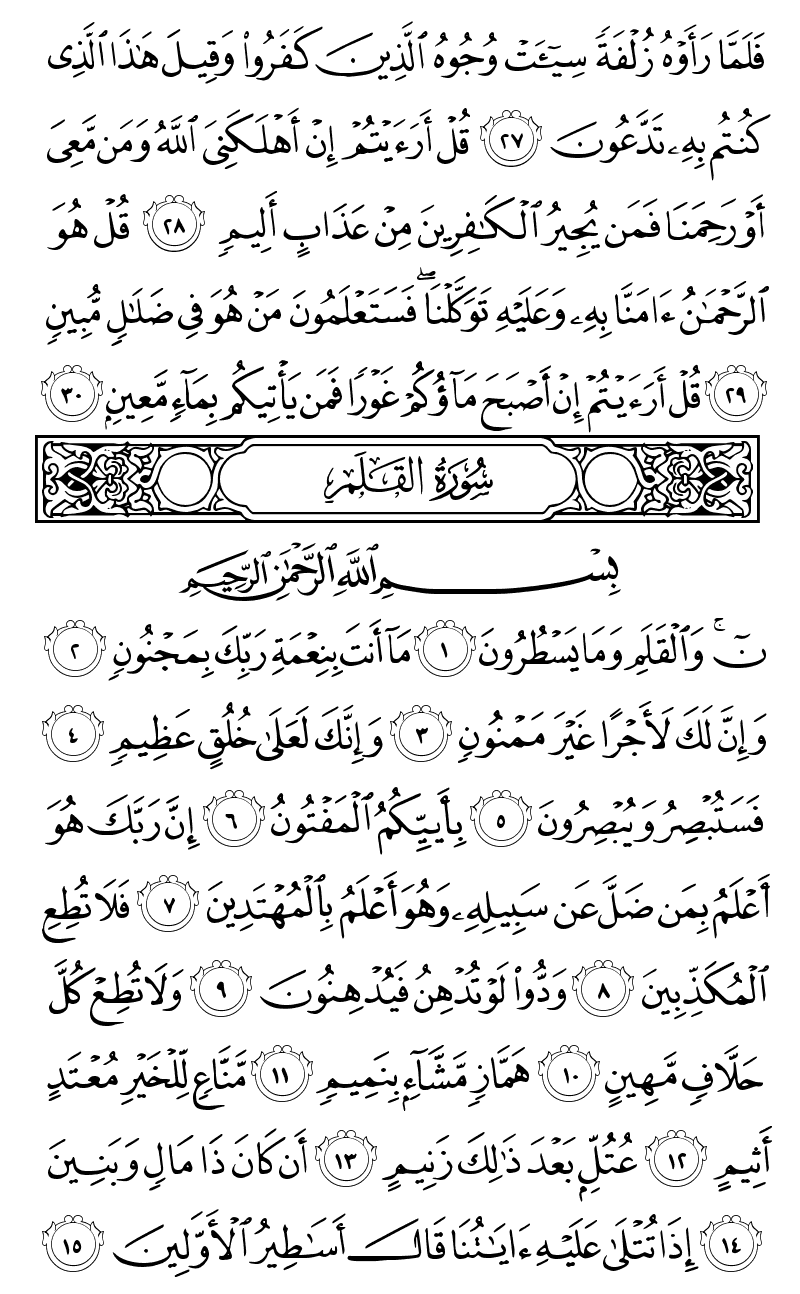 فَلَمَّا رَأَوۡهُ زُلۡفَةٗ سِيٓـَٔتۡ وُجُوهُ ٱلَّذِينَ كَفَرُواْ وَقِيلَ هَٰذَا ٱلَّذِي
كُنتُم بِهِۦ تَدَّعُونَ ٢٧ قُلۡ أَرَءَيۡتُمۡ إِنۡ أَهۡلَكَنِيَ ٱللَّهُ وَمَن مَّعِيَ
أَوۡ رَحِمَنَا فَمَن يُجِيرُ ٱلۡكَٰفِرِينَ مِنۡ عَذَابٍ أَلِيمٖ ٢٨ قُلۡ هُوَ
ٱلرَّحۡمَٰنُ ءَامَنَّا بِهِۦ وَعَلَيۡهِ تَوَكَّلۡنَاۖ فَسَتَعۡلَمُونَ مَنۡ هُوَ فِي ضَلَٰلٖ مُّبِينٖ
٢٩ قُلۡ أَرَءَيۡتُمۡ إِنۡ أَصۡبَحَ مَآؤُكُمۡ غَوۡرٗا فَمَن يَأۡتِيكُم بِمَآءٖ مَّعِينِۭ ٣٠
سُورَةُ القَلَمِ
بِسۡمِ ٱللَّهِ ٱلرَّحۡمَٰنِ ٱلرَّحِيمِ
نٓۚ وَٱلۡقَلَمِ وَمَا يَسۡطُرُونَ ١ مَآ أَنتَ بِنِعۡمَةِ رَبِّكَ بِمَجۡنُونٖ ٢
وَإِنَّ لَكَ لَأَجۡرًا غَيۡرَ مَمۡنُونٖ ٣ وَإِنَّكَ لَعَلَىٰ خُلُقٍ عَظِيمٖ ٤
فَسَتُبۡصِرُ وَيُبۡصِرُونَ ٥ بِأَييِّكُمُ ٱلۡمَفۡتُونُ ٦ إِنَّ رَبَّكَ هُوَ
أَعۡلَمُ بِمَن ضَلَّ عَن سَبِيلِهِۦ وَهُوَ أَعۡلَمُ بِٱلۡمُهۡتَدِينَ ٧ فَلَا تُطِعِ
ٱلۡمُكَذِّبِينَ ٨ وَدُّواْ لَوۡ تُدۡهِنُ فَيُدۡهِنُونَ ٩ وَلَا تُطِعۡ كُلَّ
حَلَّافٖ مَّهِينٍ ١٠ هَمَّازٖ مَّشَّآءِۭ بِنَمِيمٖ ١١ مَّنَّاعٖ لِّلۡخَيۡرِ مُعۡتَدٍ
أَثِيمٍ ١٢ عُتُلِّۭ بَعۡدَ ذَٰلِكَ زَنِيمٍ ١٣ أَن كَانَ ذَا مَالٖ وَبَنِينَ
١٤ إِذَا تُتۡلَىٰ عَلَيۡهِ ءَايَٰتُنَا قَالَ أَسَٰطِيرُ ٱلۡأَوَّلِينَ ١٥